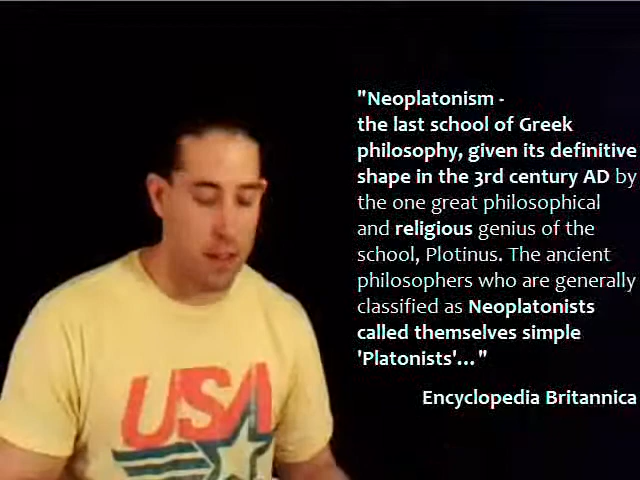 "Neoplatonism -
the last school of Greek
philosophy, given its definitive
shape in the 3rd century AD by
the one great philosophical
and religious genius of the
school, Plotinus. The ancient
philosophers who are generally
classified as Neoplatonists
called themselves simple
'Platonists'…"
Encyclopedia Britannica
USA